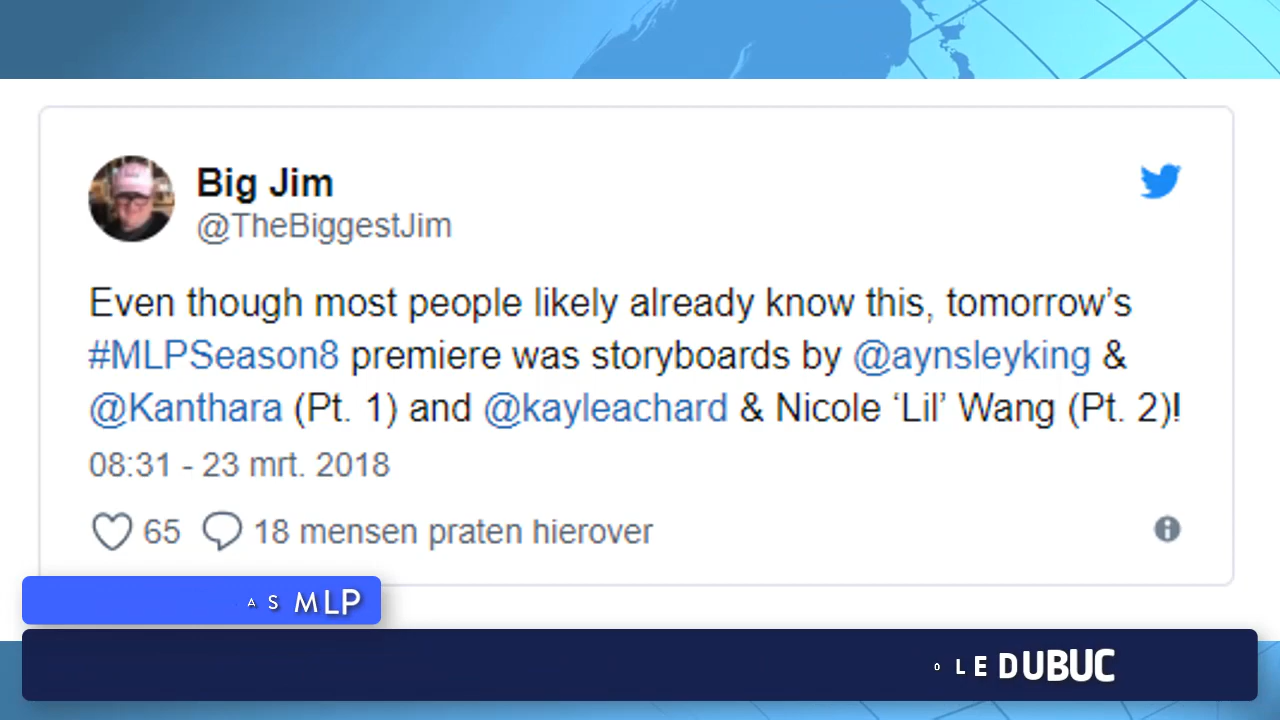 Big Jim
@TheBiggestJim
Even though most people likely already know this, tomorrow’s
#MLPSeason8 premiere was storyboards by @aynsleyking &
@Kanthara (Pt. 1) and @kayleachard & Nicole ‘Lil’ Wang (Pt. 2)!
08:31 - 23 mrt. 2018
65 18 mensen praten hierover
AS MLP
OLE DUBUC